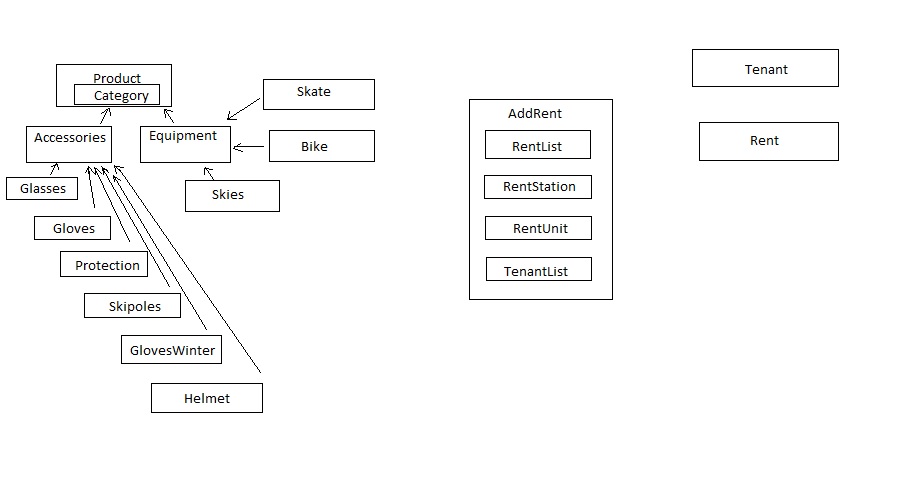 Product
Category
Accessories
Equipment
Skate
Bike
Skies
Glasses
Gloves
Protection
Skipoles
GlovesWinter
Helmet
AddRent
RentList
RentStation
RentUnit
TenantList
Tenant
Rent